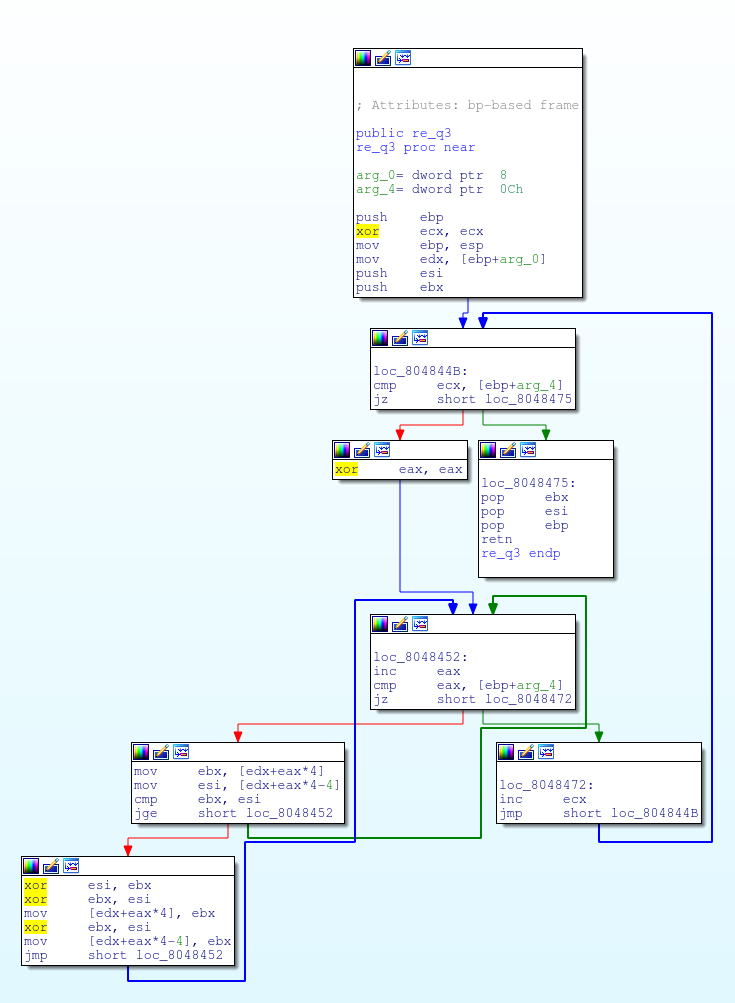 ; Attributes: bp-based frame
public re_q3
re_q3 proc near
arg_0= dword ptr  8
arg_4= dword ptr  0Ch
push    ebp
xor     ecx, ecx
mov     ebp, esp
mov     edx, [ebp+arg_0]
push    esi
push    ebx
loc_804844B:
cmp     ecx, [ebp+arg_4]
jz      short loc_8048475
xor     eax, eax
loc_8048475:
pop     ebx
pop     esi
pop     ebp
retn
re_q3 endp
loc_8048452:
inc     eax
cmp     eax, [ebp+arg_4]
jz      short loc_8048472
mov     ebx, [edx+eax*4]
mov     esi, [edx+eax*4-4]
cmp     ebx, esi
jge     short loc_8048452
loc_8048472:
inc     ecx
jmp     short loc_804844B
xor     esi, ebx
xor     ebx, esi
mov     [edx+eax*4], ebx
xor     ebx, esi
mov     [edx+eax*4-4], ebx
jmp     short loc_8048452